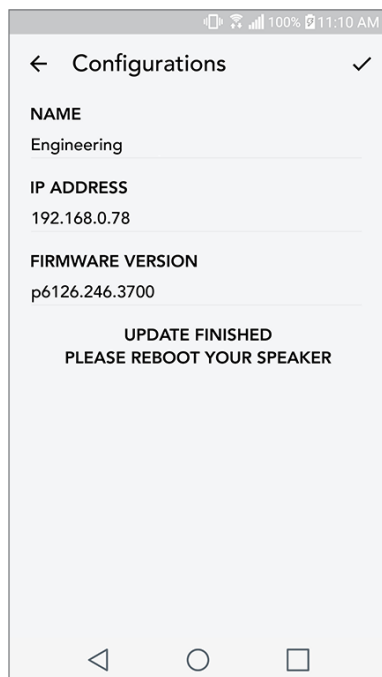 100% 11:10 AM
Configurations
NAME
Engineering
IP ADDRESS
192.168.0.78
FIRMWARE VERSION
p6126.246.3700
UPDATE FINISHED
PLEASE REBOOT YOUR SPEAKER